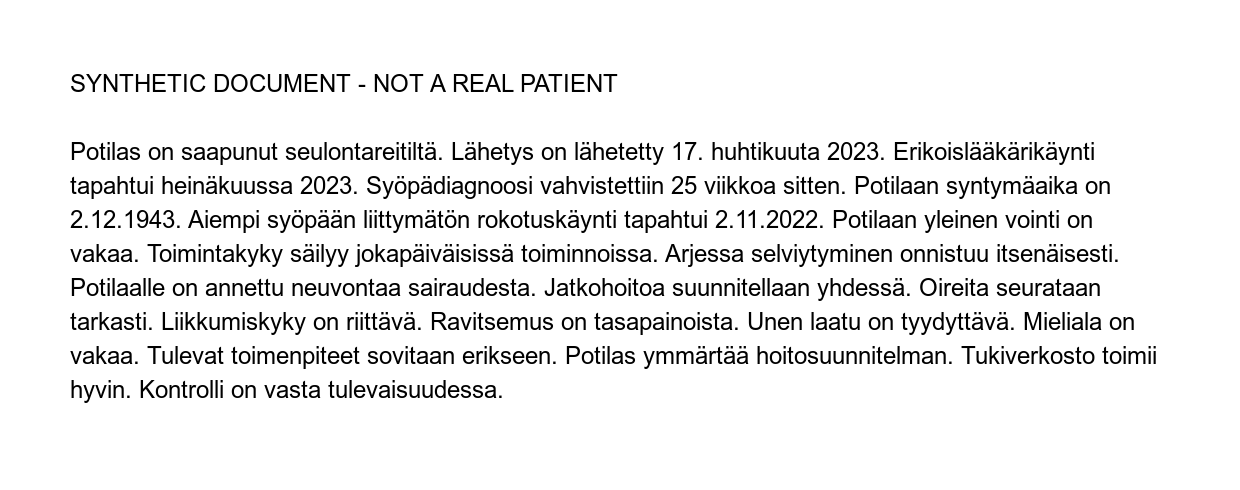 SYNTHETIC DOCUMENT - NOT A REAL PATIENT
Potilas on saapunut seulontareitiltä. Lähetys on lähetetty 17. huhtikuuta 2023. Erikoislääkärikäynti
tapahtui heinäkuussa 2023. Syöpädiagnoosi vahvistettiin 25 viikkoa sitten. Potilaan syntymäaika on
2.12.1943. Aiempi syöpään liittymätön rokotuskäynti tapahtui 2.11.2022. Potilaan yleinen vointi on
vakaa. Toimintakyky säilyy jokapäiväisissä toiminnoissa. Arjessa selviytyminen onnistuu itsenäisesti.
Potilaalle on annettu neuvontaa sairaudesta. Jatkohoitoa suunnitellaan yhdessä. Oireita seurataan
tarkasti. Liikkumiskyky on riittävä. Ravitsemus on tasapainoista. Unen laatu on tyydyttävä. Mieliala on
vakaa. Tulevat toimenpiteet sovitaan erikseen. Potilas ymmärtää hoitosuunnitelman. Tukiverkosto toimii
hyvin. Kontrolli on vasta tulevaisuudessa.